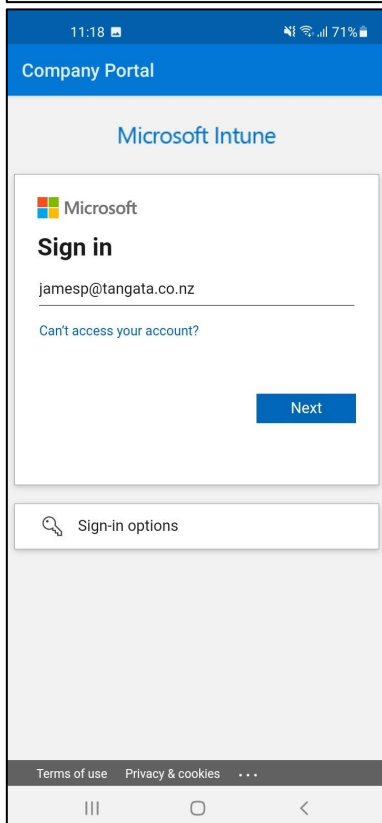 11:18 71%
Company Portal
Microsoft Intune
Microsoft
Sign in
jamesp@tangata.co.nz
Can't access your account?
Next
Sign-in options
Terms of use Privacy & cookies ...